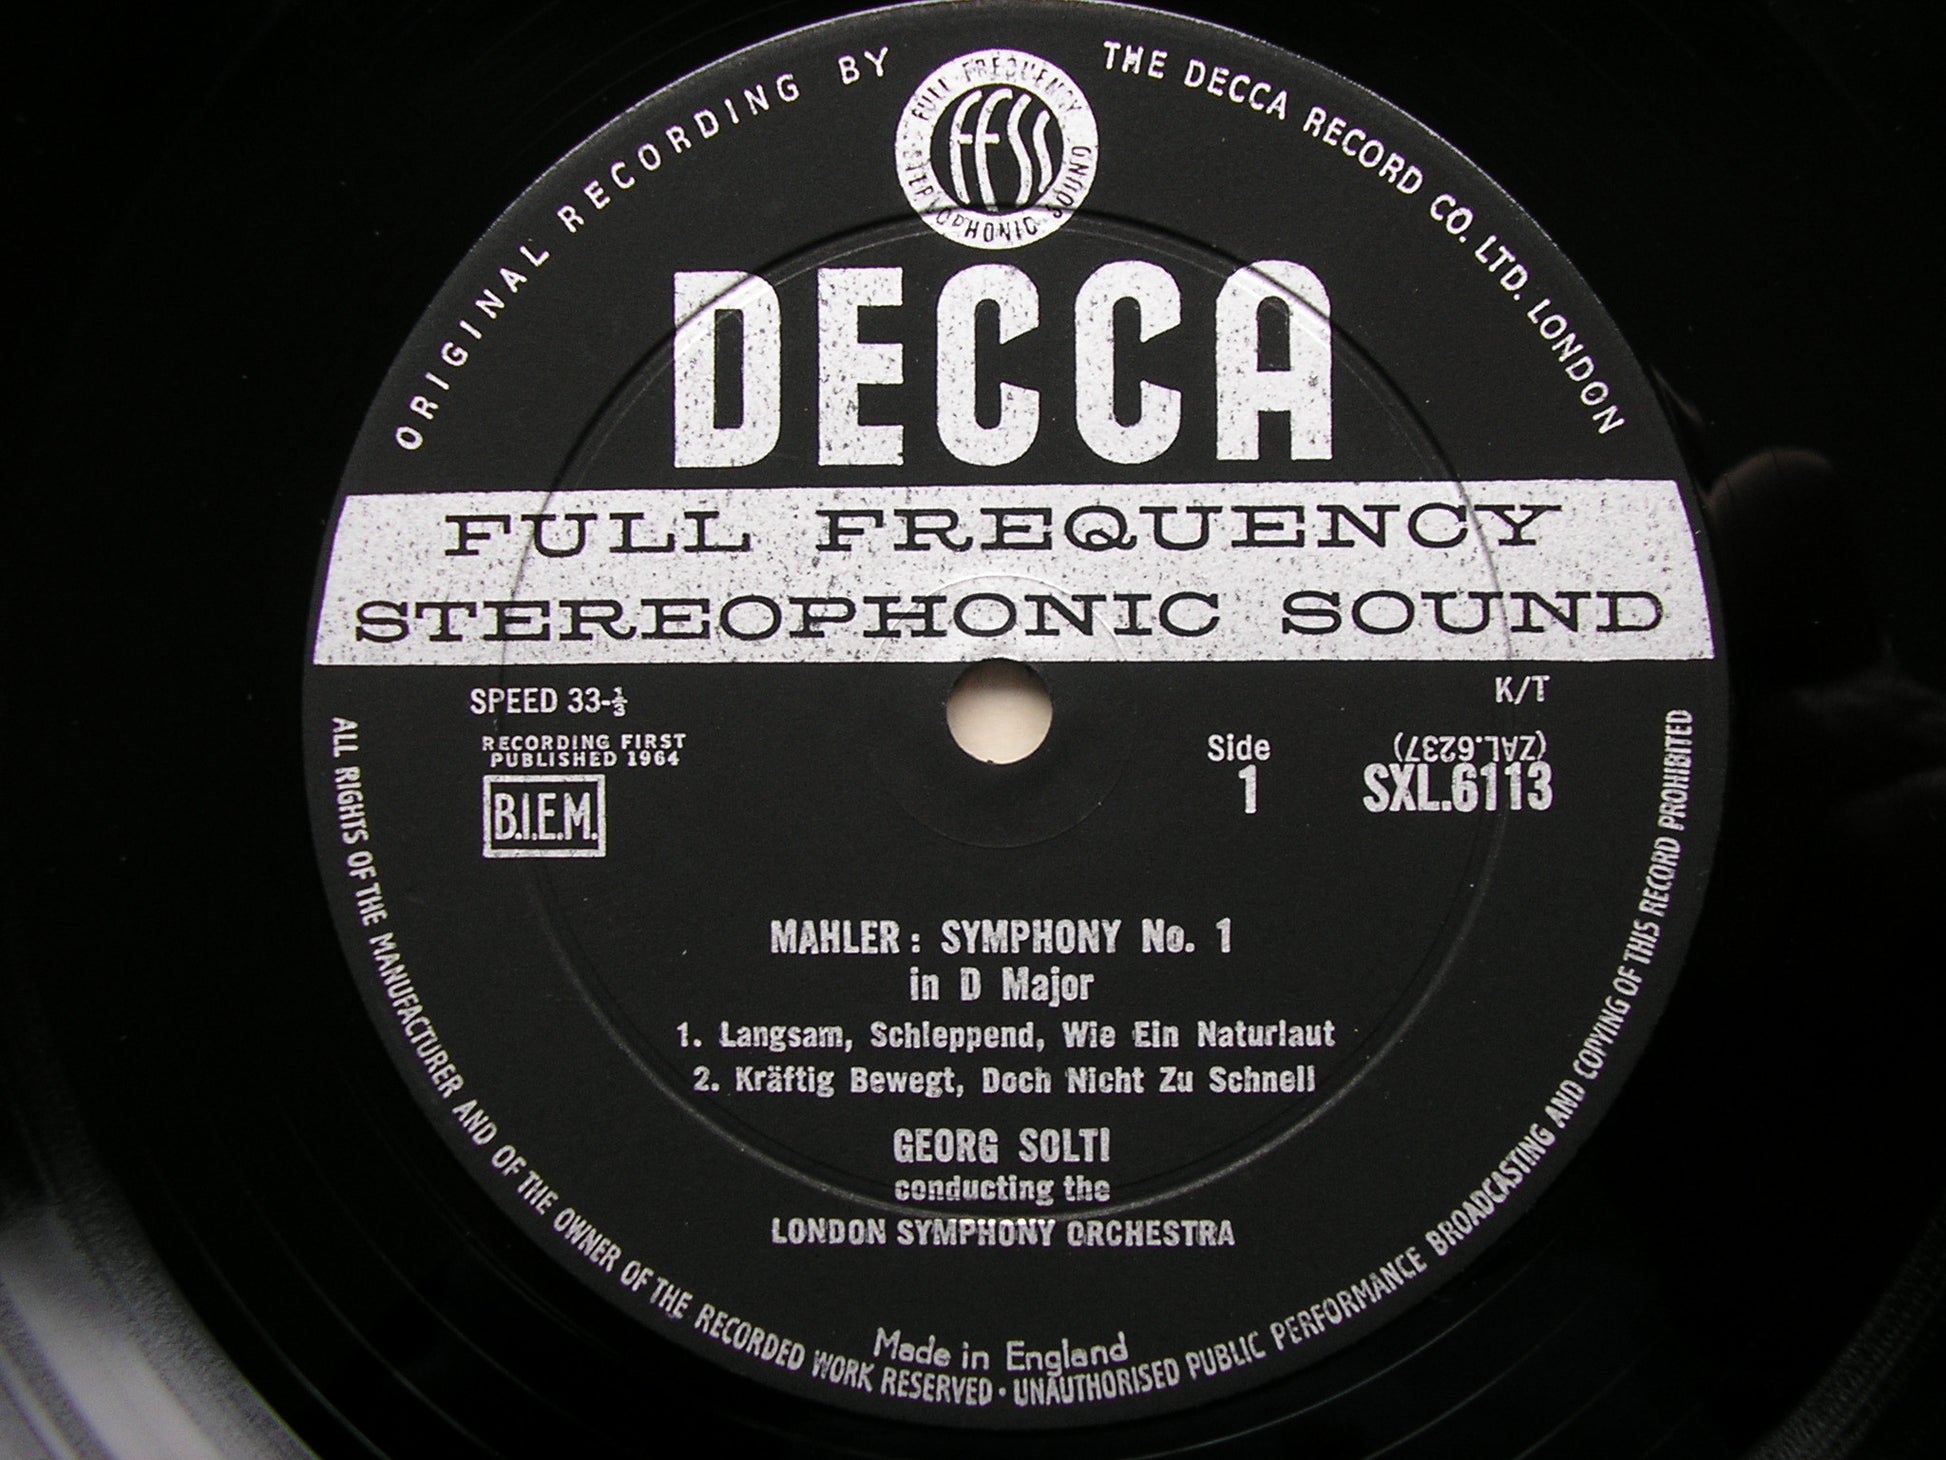 ORIGINAL RECORDING BY THE DECCA RECORD CO. LTD. LONDON
FULL FREQUENCY STEREOPHONIC SOUND
FFSS
DECCA
FULL FREQUENCY
STEREOPHONIC SOUND
SPEED 33-⅓
K/T
RECORDING FIRST
PUBLISHED 1964
B.I.E.M.
Side
1
(ZAL.6237)
SXL.6113
MAHLER: SYMPHONY No. 1
in D Major
1. Langsam, Schleppend, Wie Ein Naturlaut
2. Kräftig Bewegt, Doch Nicht Zu Schnell
GEORG SOLTI
conducting the
LONDON SYMPHONY ORCHESTRA
Made in England
ALL RIGHTS OF THE MANUFACTURER AND OF THE OWNER OF THE RECORDED WORK RESERVED · UNAUTHORISED PUBLIC PERFORMANCE BROADCASTING AND COPYING OF THIS RECORD PROHIBITED